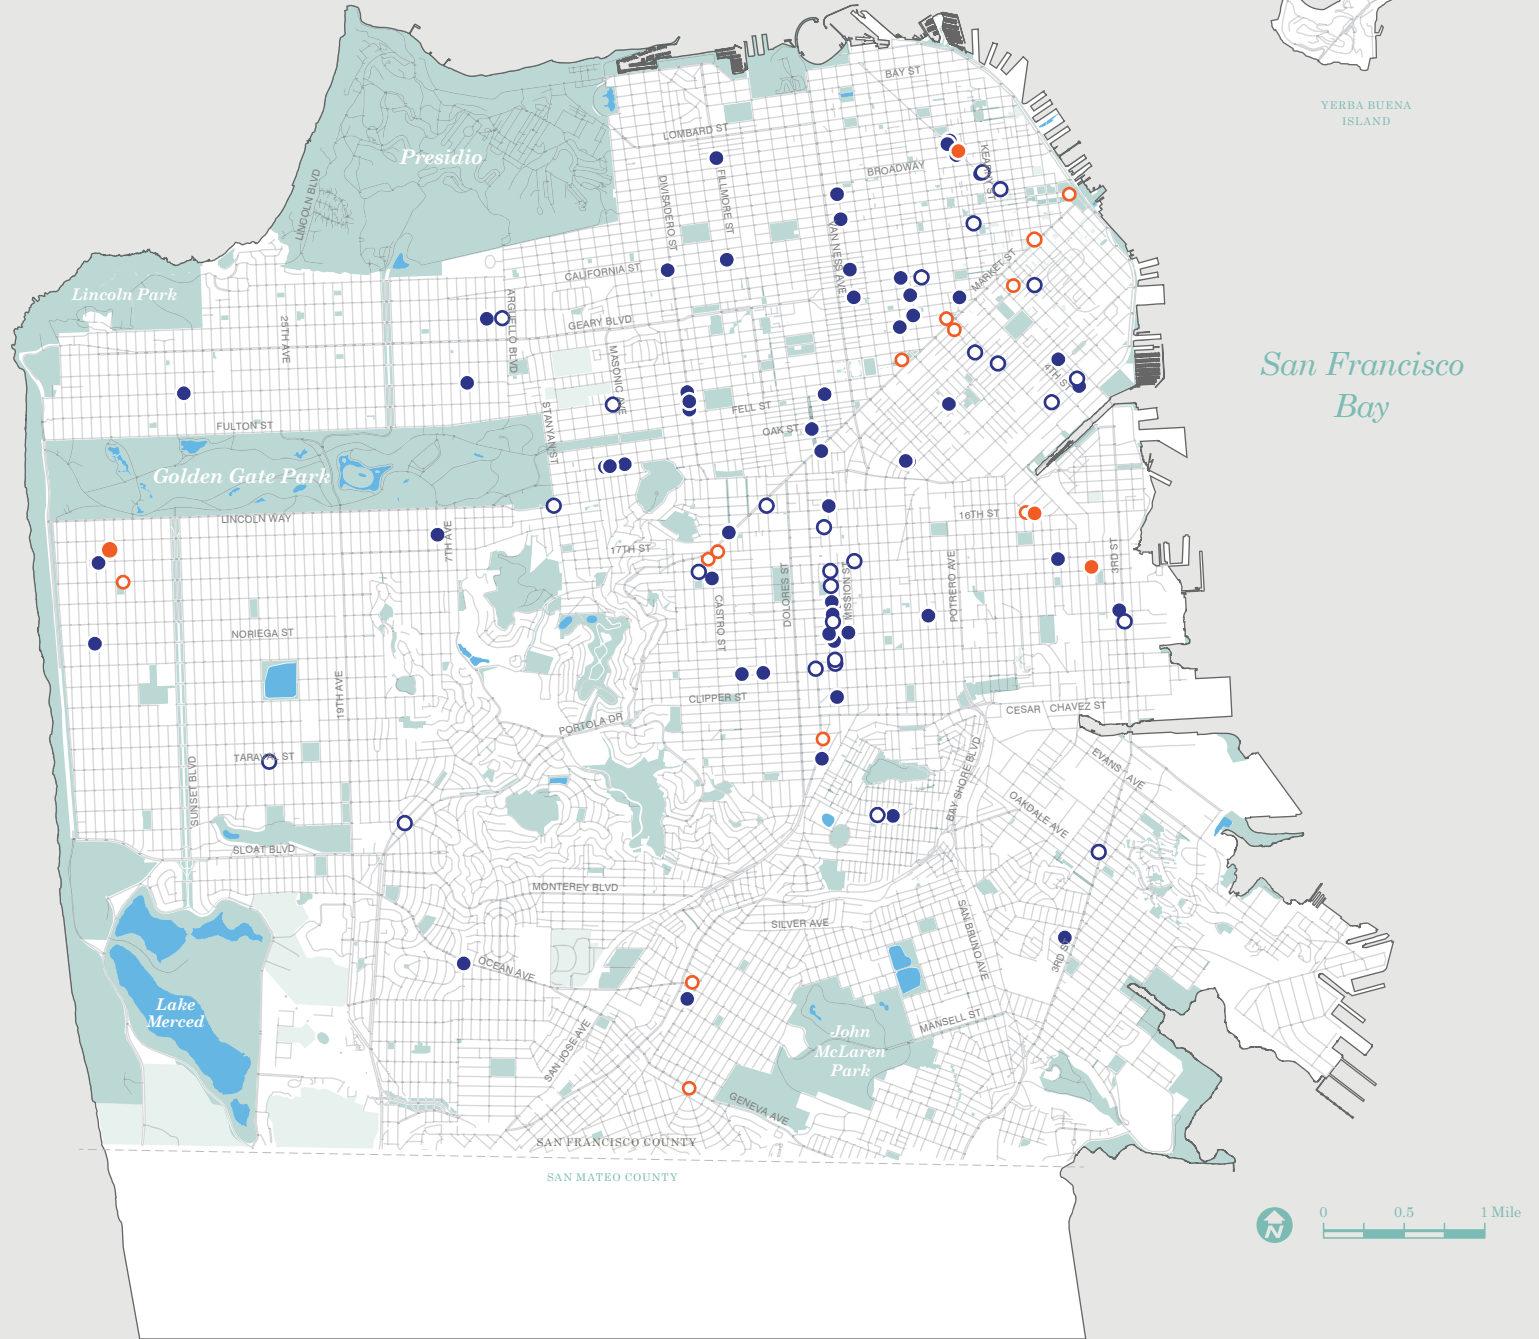 YERBA BUENA
ISLAND
BAY ST
LOMBARD ST
Presidio
KEARNY ST
BROADWAY
LINCOLN BLVD
DIVISADERO ST
FILLMORE ST
VAN NESS AVE
CALIFORNIA ST
MARKET ST
Lincoln Park
25TH AVE
ARGUELLO BLVD
GEARY BLVD
MASONIC AVE
San Francisco
Bay
4TH ST
FELL ST
FULTON ST
STANYAN ST
OAK ST
Golden Gate Park
LINCOLN WAY
16TH ST
7TH AVE
17TH ST
3RD ST
DOLORES ST
MISSION ST
POTRERO AVE
CASTRO ST
NORIEGA ST
19TH AVE
CLIPPER ST
CESAR CHAVEZ ST
PORTOLA DR
TARAVAL ST
SUNSET BLVD
BAY SHORE BLVD
EVANS AVE
OAKDALE AVE
SLOAT BLVD
MONTEREY BLVD
SILVER AVE
SAN BRUNO AVE
3RD ST
OCEAN AVE
Lake
Merced
MANSELL ST
John
McLaren
Park
SAN JOSE AVE
GENEVA AVE
SAN FRANCISCO COUNTY
SAN MATEO COUNTY
N
0 0.5 1 Mile